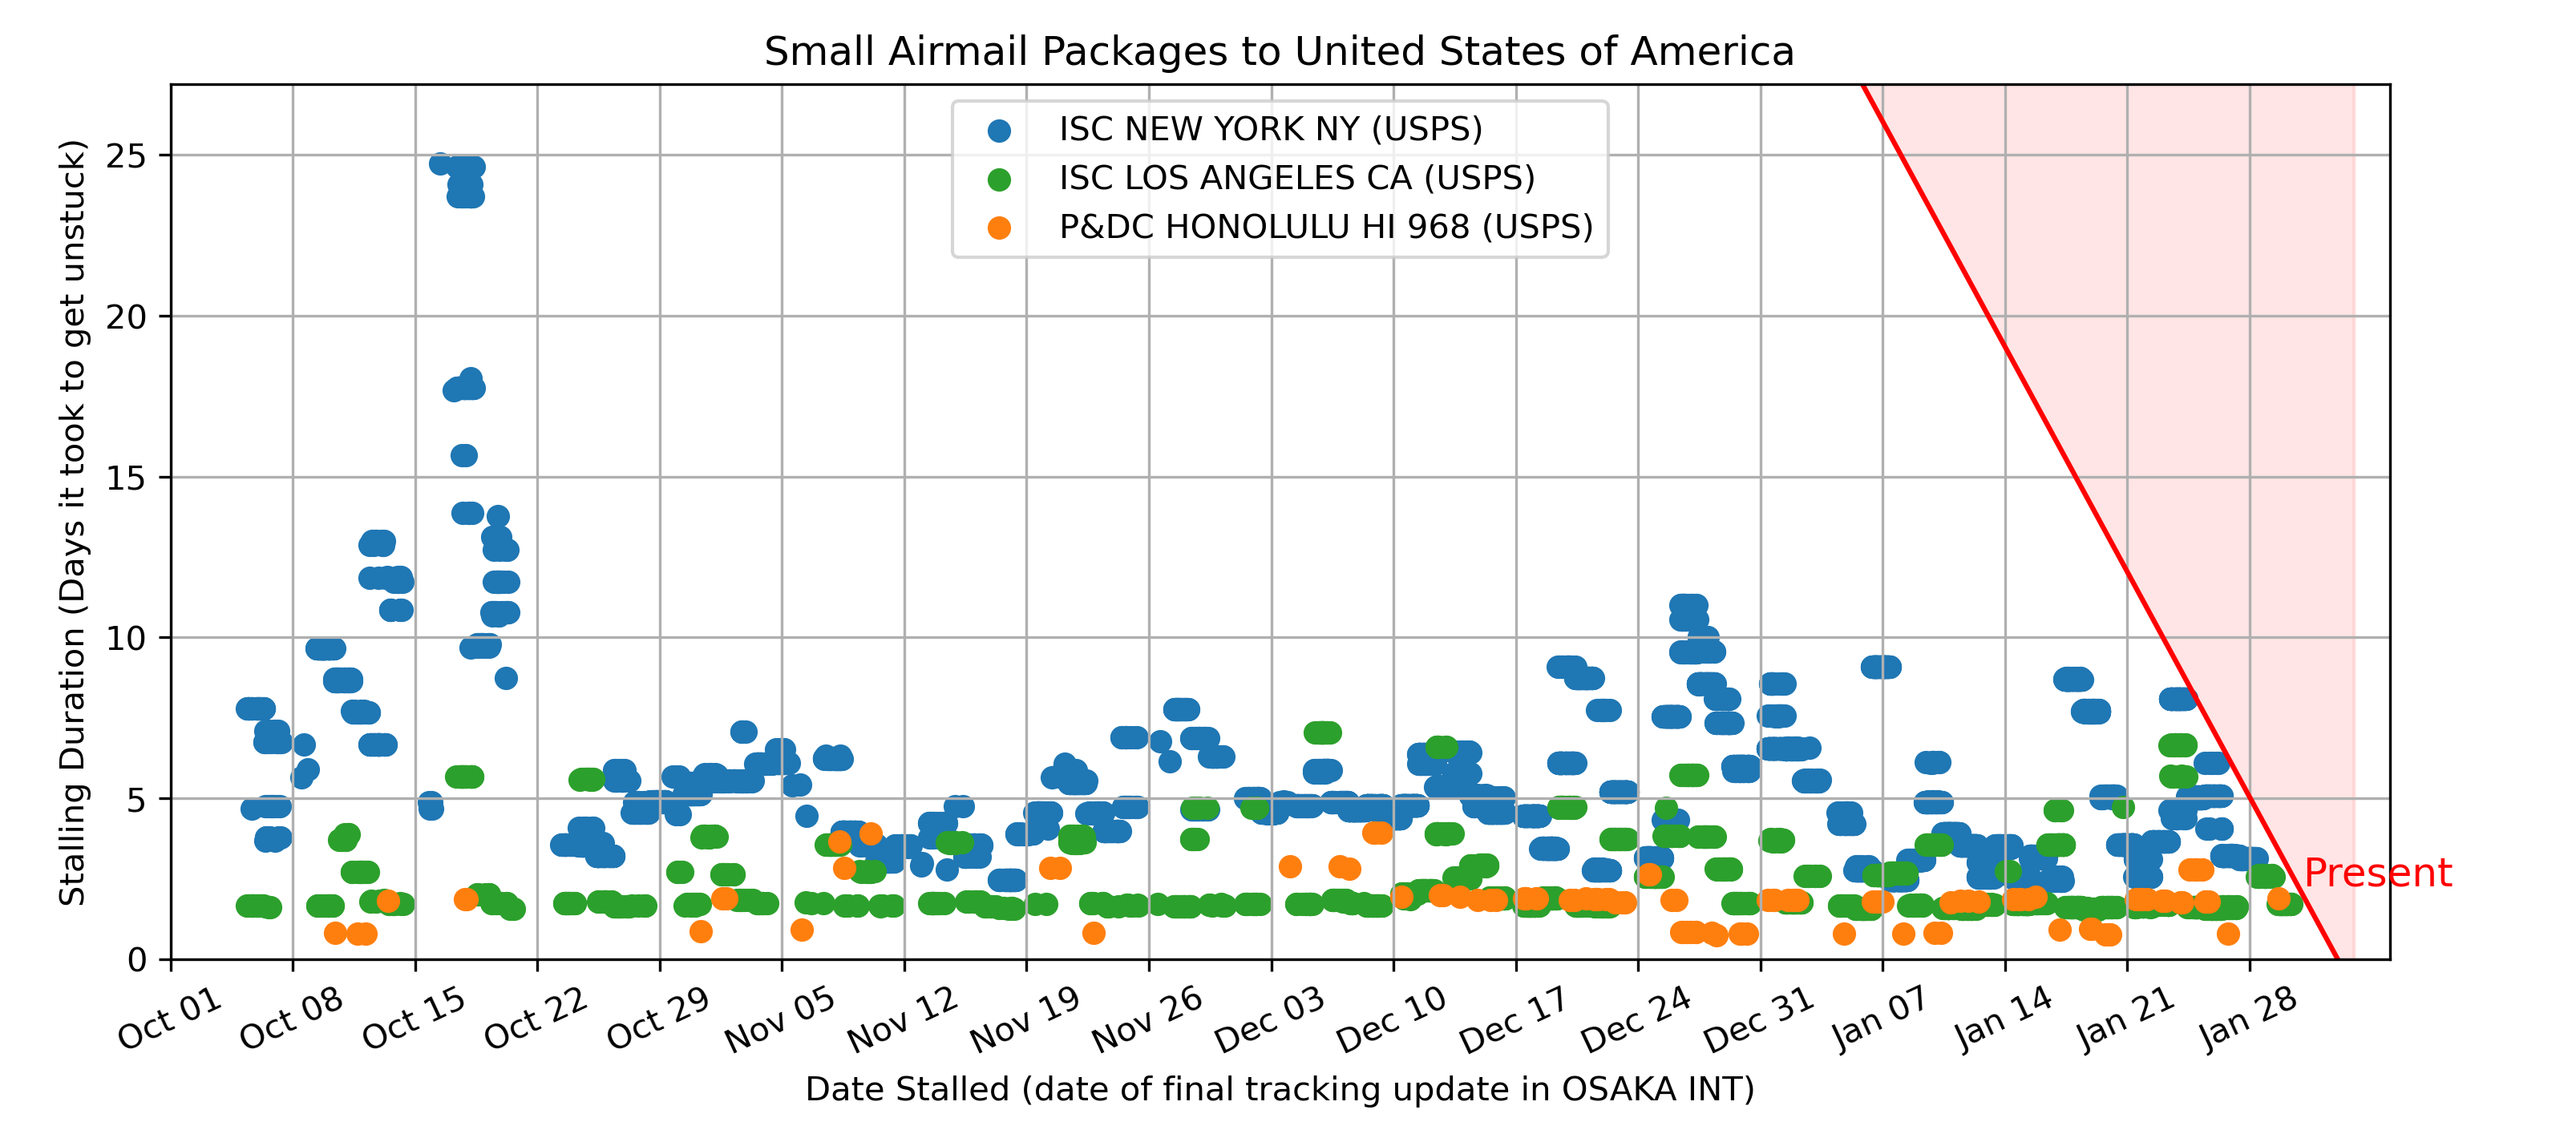 Small Airmail Packages to United States of America
ISC NEW YORK NY (USPS)
ISC LOS ANGELES CA (USPS)
P&DC HONOLULU HI 968 (USPS)
Stalling Duration (Days it took to get unstuck)
25
20
15
10
5
0
Present
Oct 01
Oct 08
Oct 15
Oct 22
Oct 29
Nov 05
Nov 12
Nov 19
Nov 26
Dec 03
Dec 10
Dec 17
Dec 24
Dec 31
Jan 07
Jan 14
Jan 21
Jan 28
Date Stalled (date of final tracking update in OSAKA INT)